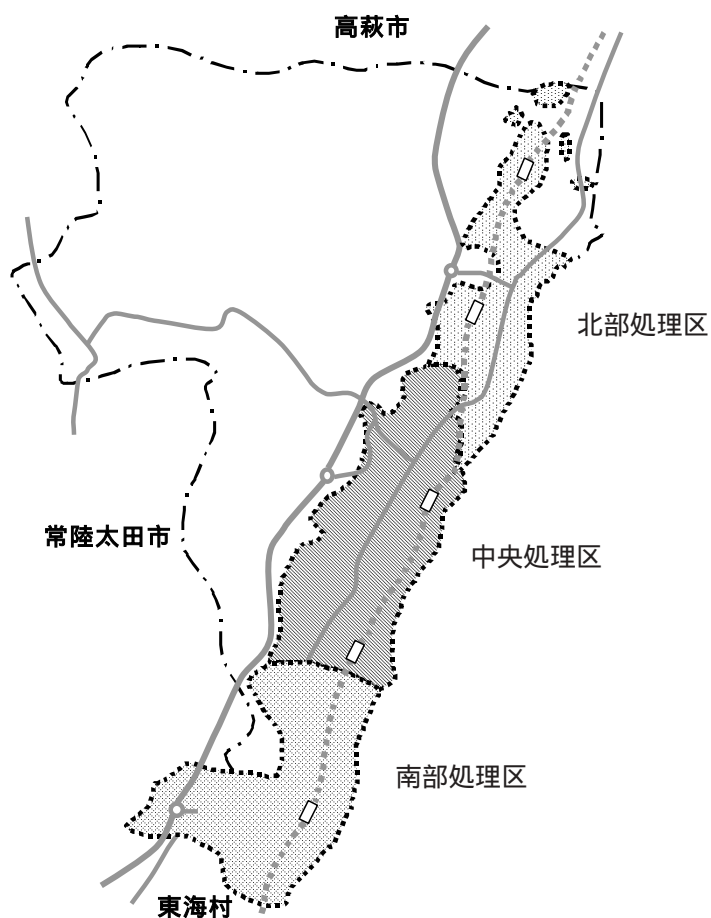 高萩市
北部処理区
常陸太田市
中央処理区
南部処理区
東海村